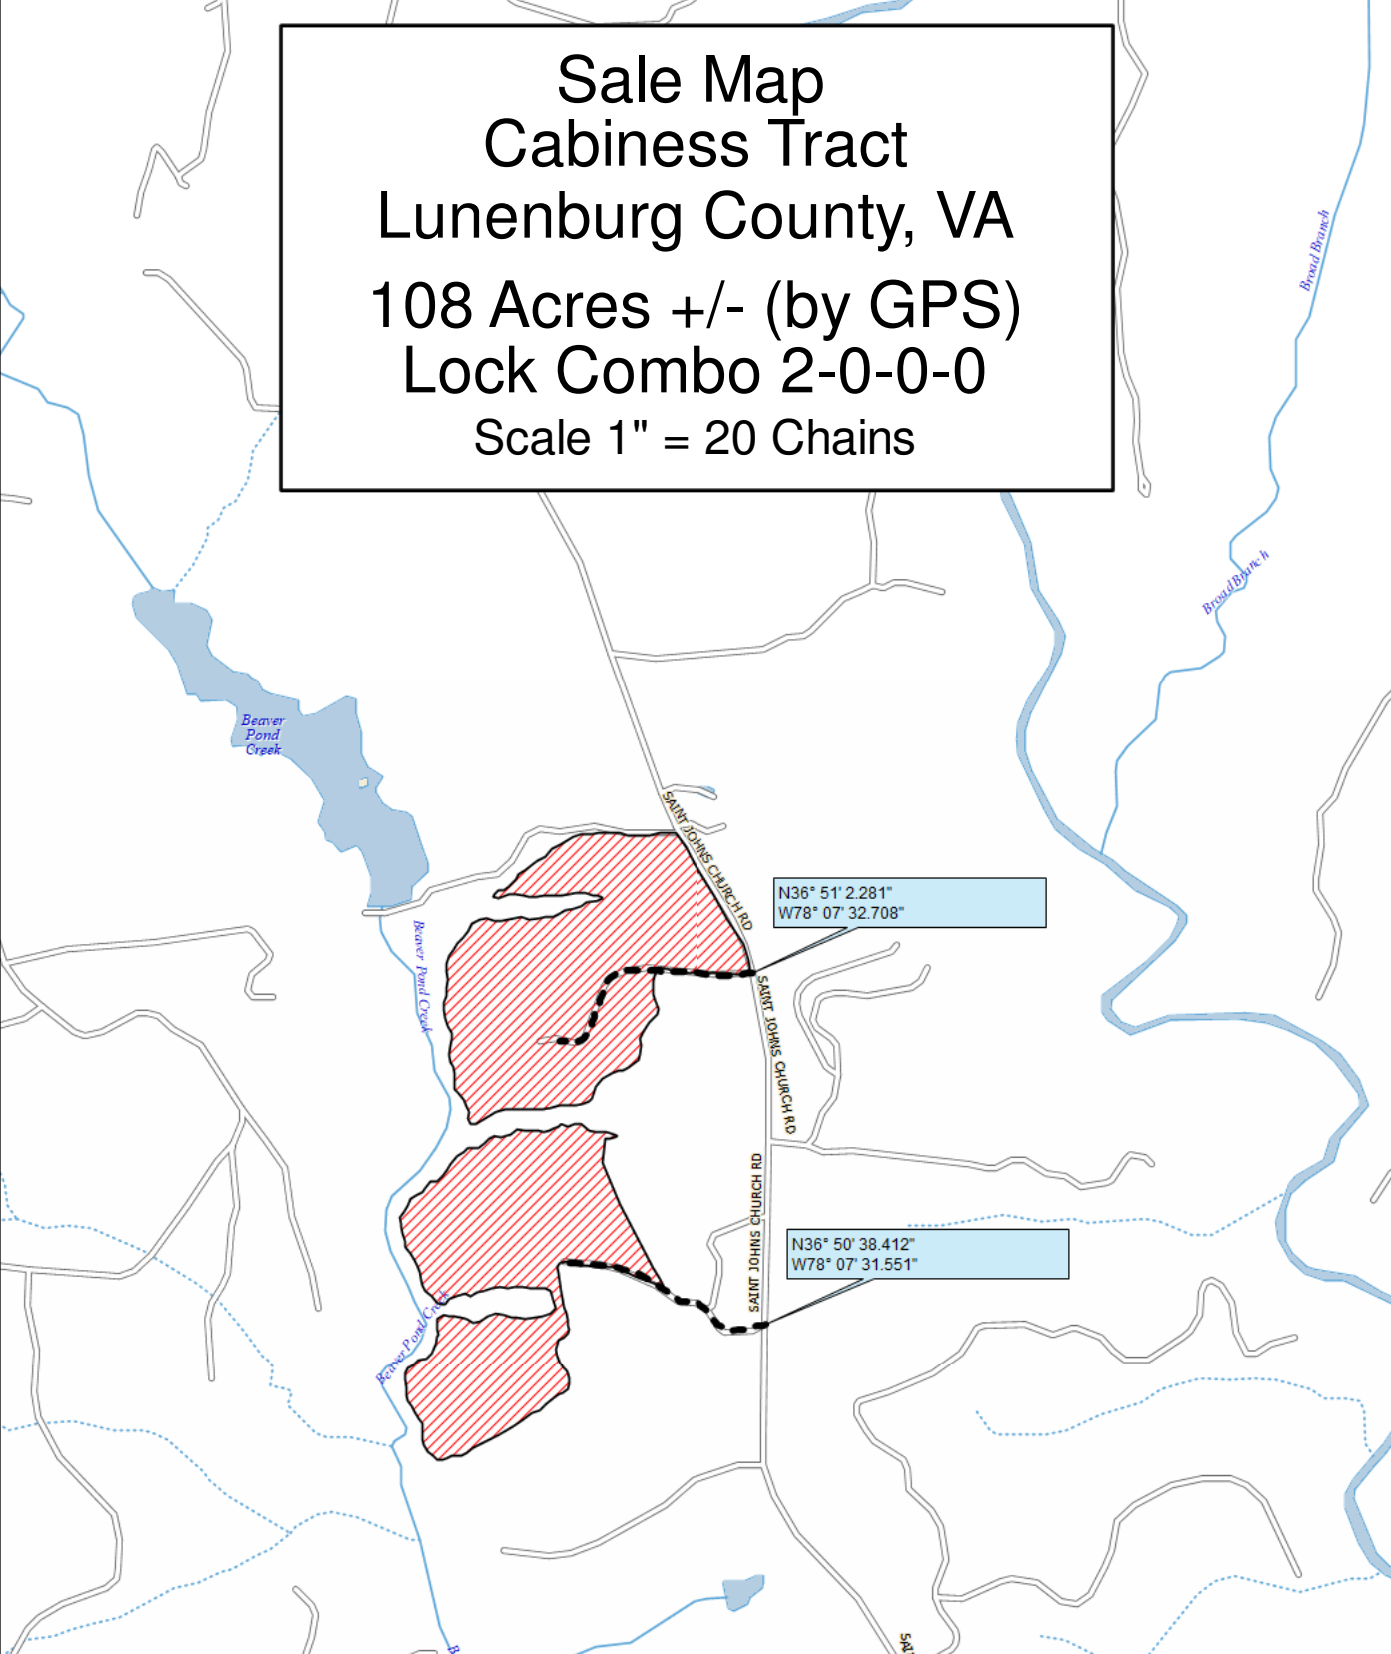 Sale Map
Cabiness Tract
Lunenburg County, VA
108 Acres +/- (by GPS)
Lock Combo 2-0-0-0
Scale 1" = 20 Chains
Broad Branch
Broad Branch
Beaver
Pond
Creek
SAINT JOHNS CHURCH RD
N36° 51' 2.281"
W78° 07' 32.708"
Beaver Pond Creek
SAINT JOHNS CHURCH RD
SAINT JOHNS CHURCH RD
N36° 50' 38.412"
W78° 07' 31.551"
Beaver Pond Creek
B
SAI